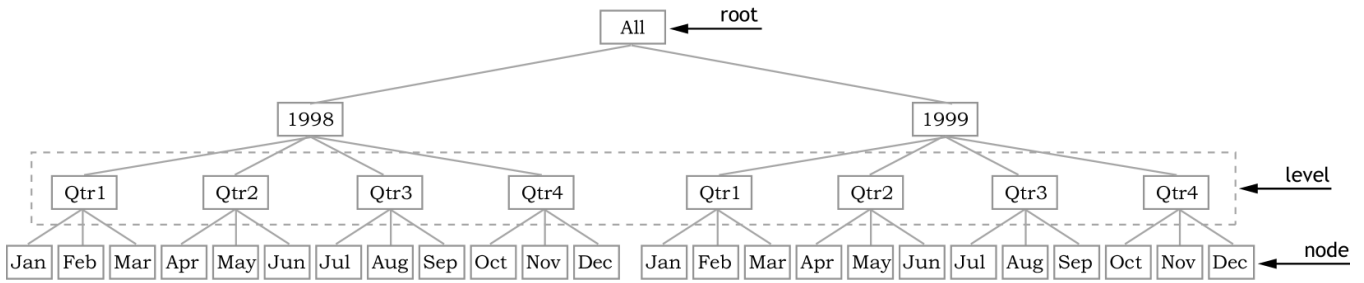 All root
1998 1999
Qtr1 Qtr2 Qtr3 Qtr4 Qtr1 Qtr2 Qtr3 Qtr4 level
Jan Feb Mar Apr May Jun Jul Aug Sep Oct Nov Dec Jan Feb Mar Apr May Jun Jul Aug Sep Oct Nov Dec node